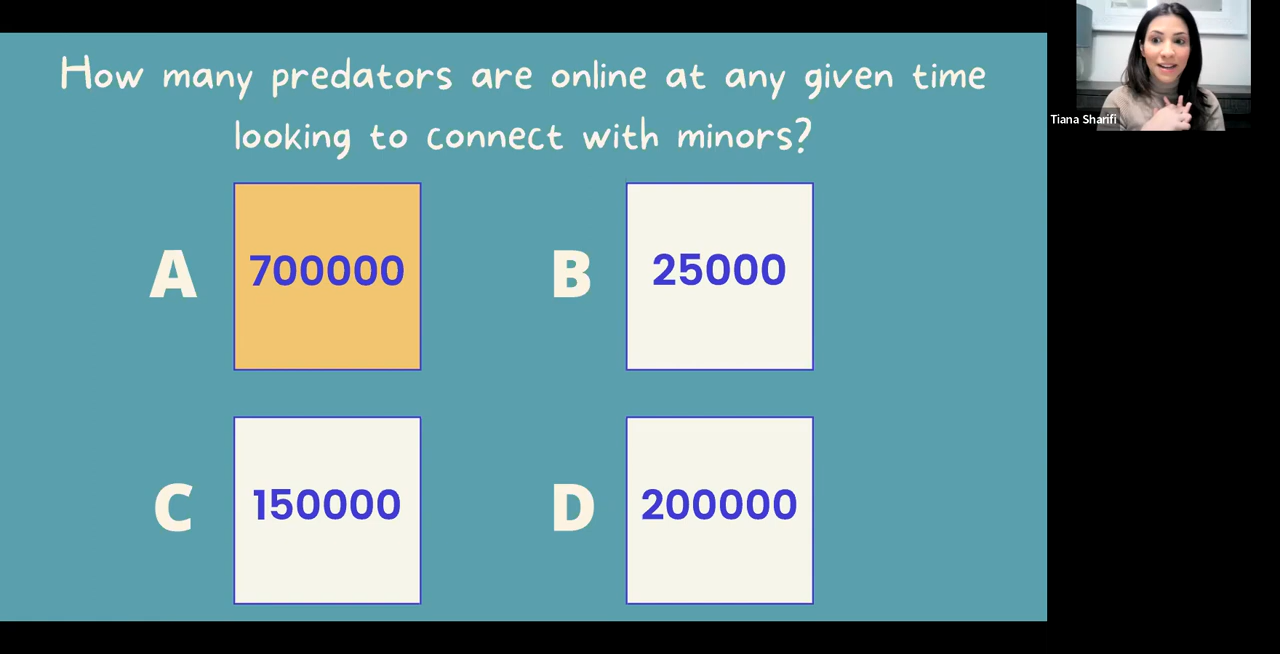 How many predators are online at any given time
looking to connect with minors?
Tiana Sharifi
A
700000
B
25000
C
150000
D
200000